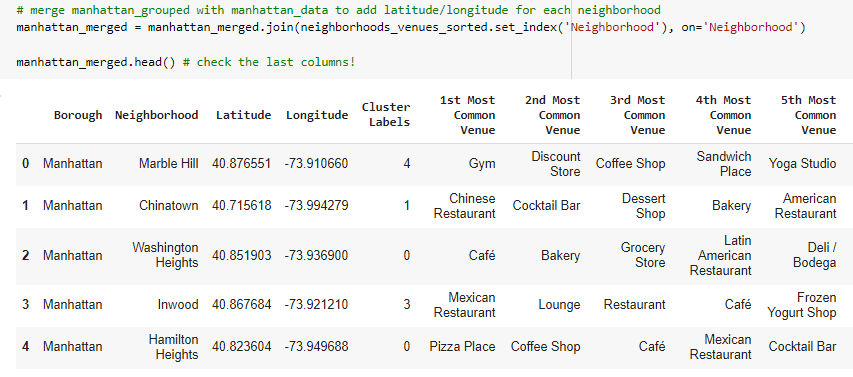 # merge manhattan_grouped with manhattan_data to add latitude/longitude for each neighborhood
manhattan_merged = manhattan_merged.join(neighborhoods_venues_sorted.set_index('Neighborhood'), on='Neighborhood')
manhattan_merged.head() # check the last columns!
Borough Neighborhood Latitude Longitude Cluster Labels 1st Most Common Venue 2nd Most Common Venue 3rd Most Common Venue 4th Most Common Venue 5th Most Common Venue
0 Manhattan Marble Hill 40.876551 -73.910660 4 Gym Discount Store Coffee Shop Sandwich Place Yoga Studio
1 Manhattan Chinatown 40.715618 -73.994279 1 Chinese Restaurant Cocktail Bar Dessert Shop Bakery American Restaurant
2 Manhattan Washington Heights 40.851903 -73.936900 0 Café Bakery Grocery Store Latin American Restaurant Deli / Bodega
3 Manhattan Inwood 40.867684 -73.921210 3 Mexican Restaurant Lounge Restaurant Café Frozen Yogurt Shop
4 Manhattan Hamilton Heights 40.823604 -73.949688 0 Pizza Place Coffee Shop Café Mexican Restaurant Cocktail Bar